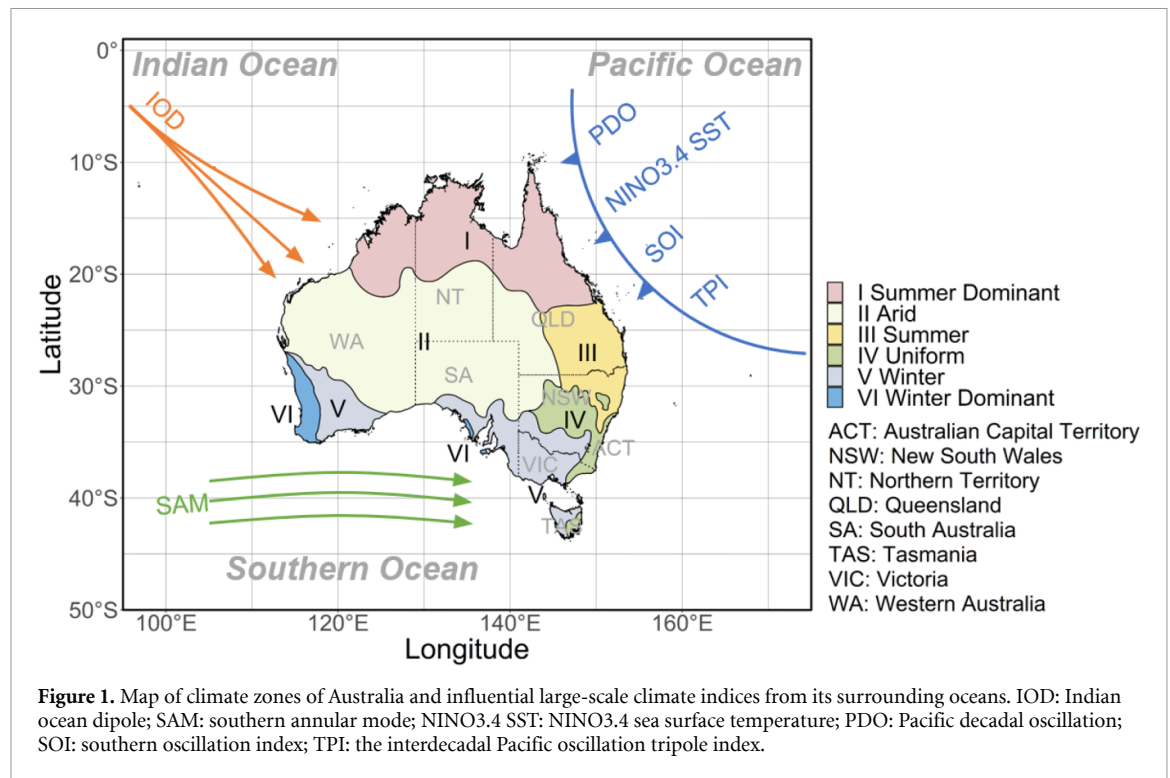 0°
Indian Ocean
Pacific Ocean
IOD
PDO
NINO3.4 SST
SOI
TPI
10°S
20°S
30°S
40°S
50°S
Latitude
I
NT
QLD
WA
II
III
SA
NSW
IV
VI
V
VI
ACT
VIC
V
TAS
SAM
Southern Ocean
100°E
120°E
140°E
160°E
Longitude
I Summer Dominant
II Arid
III Summer
IV Uniform
V Winter
VI Winter Dominant
ACT: Australian Capital Territory
NSW: New South Wales
NT: Northern Territory
QLD: Queensland
SA: South Australia
TAS: Tasmania
VIC: Victoria
WA: Western Australia
Figure 1. Map of climate zones of Australia and influential large-scale climate indices from its surrounding oceans. IOD: Indian
ocean dipole; SAM: southern annular mode; NINO3.4 SST: NINO3.4 sea surface temperature; PDO: Pacific decadal oscillation;
SOI: southern oscillation index; TPI: the interdecadal Pacific oscillation tripole index.